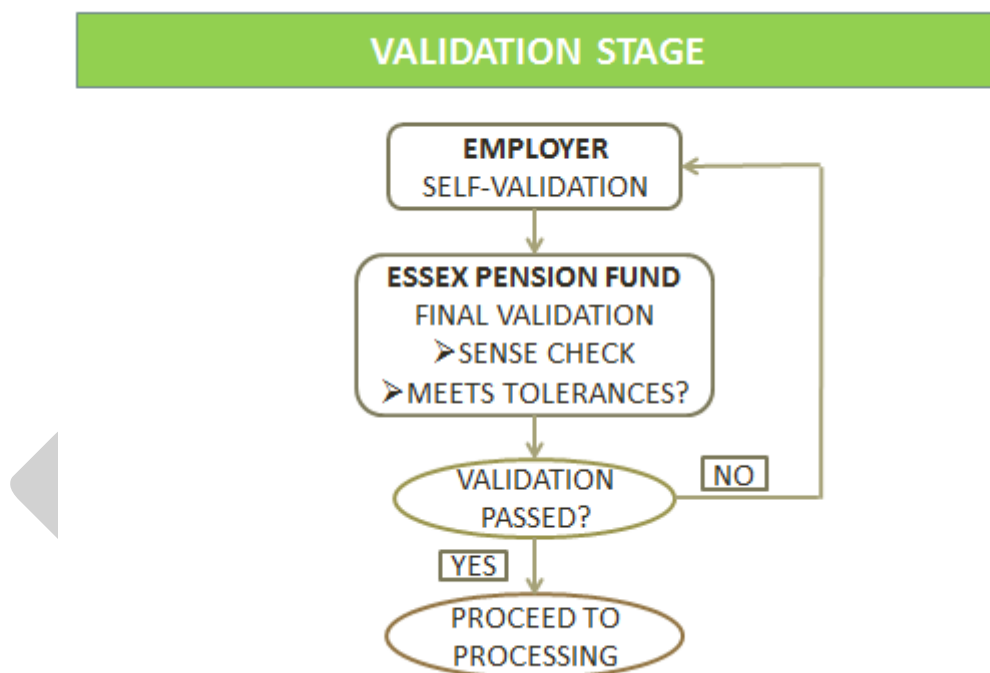 VALIDATION STAGE
EMPLOYER
SELF-VALIDATION
ESSEX PENSION FUND
FINAL VALIDATION
➢SENSE CHECK
➢MEETS TOLERANCES?
VALIDATION
PASSED?
NO
YES
PROCEED TO
PROCESSING